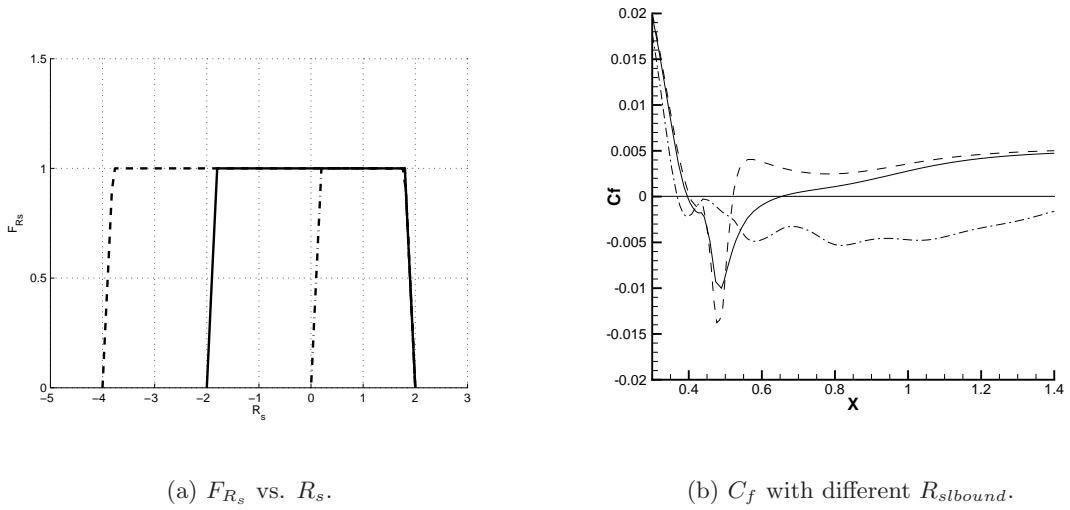 1.5
1
0.5
0
F_Rs
−5 −4 −3 −2 −1 0 1 2 3
R_s
0.02
0.015
0.01
0.005
0
-0.005
-0.01
-0.015
-0.02
Cf
0.4 0.6 0.8 1 1.2 1.4
X
(a) F_{R_s} vs. R_s.
(b) C_f with different R_{slbound}.